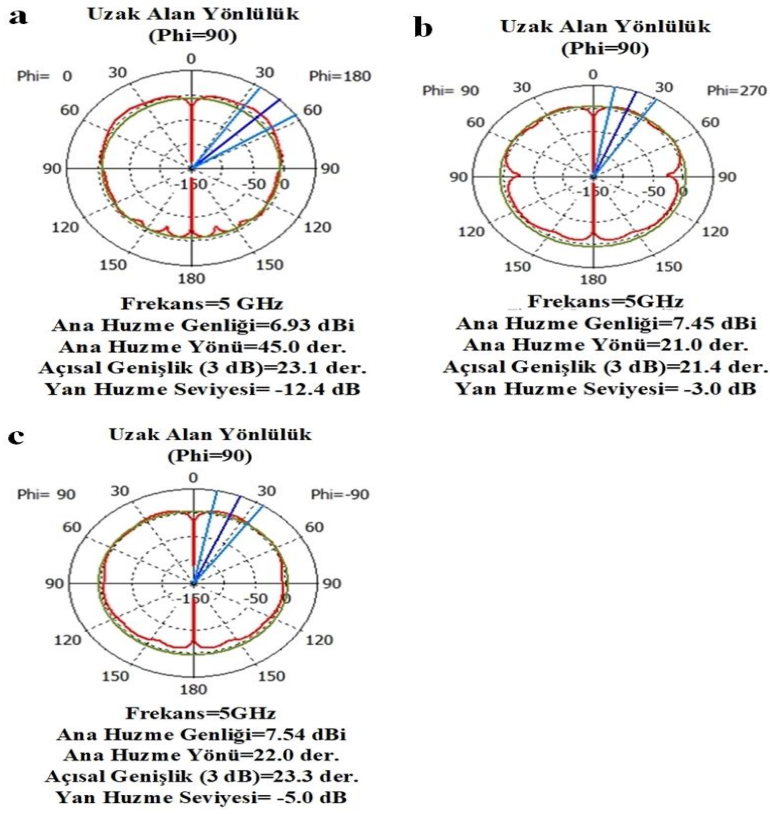 a
Uzak Alan Yönlülük
(Phi=90)
Phi= 0
30
0
30
Phi=180
60
60
90
-150
-50
0
90
120
120
150
150
180
Frekans=5 GHz
Ana Huzme Genliği=6.93 dBi
Ana Huzme Yönü=45.0 der.
Açısal Genişlik (3 dB)=23.1 der.
Yan Huzme Seviyesi= -12.4 dB
b
Uzak Alan Yönlülük
(Phi=90)
Phi= 90
30
0
30
Phi=270
60
60
90
150
-50
0
90
120
120
150
150
180
Frekans=5GHz
Ana Huzme Genliği=7.45 dBi
Ana Huzme Yönü=21.0 der.
Açısal Genişlik (3 dB)=21.4 der.
Yan Huzme Seviyesi= -3.0 dB
c
Uzak Alan Yönlülük
(Phi=90)
Phi= 90
30
0
30
Phi=-90
60
60
90
-150
-50
0
90
120
120
150
150
180
Frekans=5GHz
Ana Huzme Genliği=7.54 dBi
Ana Huzme Yönü=22.0 der.
Açısal Genişlik (3 dB)=23.3 der.
Yan Huzme Seviyesi= -5.0 dB